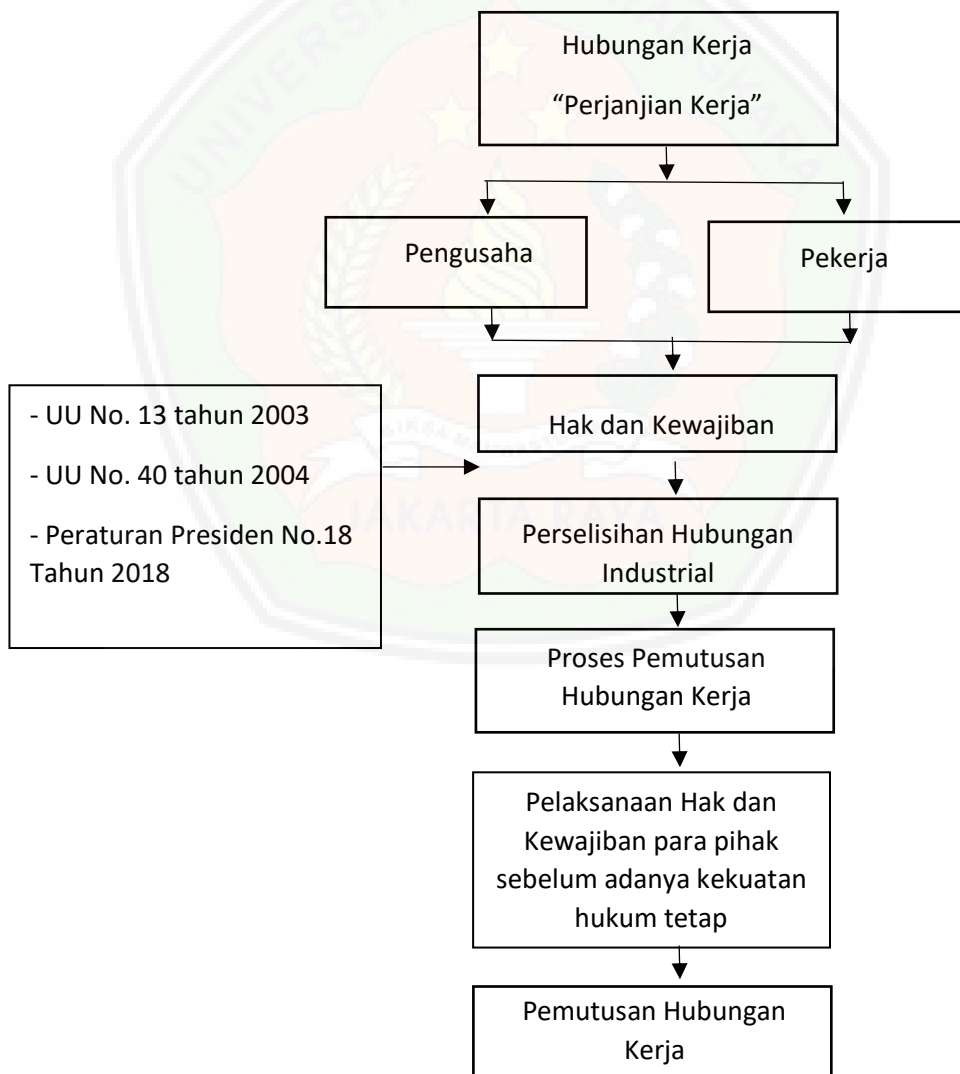 Hubungan Kerja
“Perjanjian Kerja”
Pengusaha
Pekerja
- UU No. 13 tahun 2003
- UU No. 40 tahun 2004
- Peraturan Presiden No.18
Tahun 2018
Hak dan Kewajiban
Perselisihan Hubungan
Industrial
Proses Pemutusan
Hubungan Kerja
Pelaksanaan Hak dan
Kewajiban para pihak
sebelum adanya kekuatan
hukum tetap
Pemutusan Hubungan
Kerja
JAKARTA RAYA